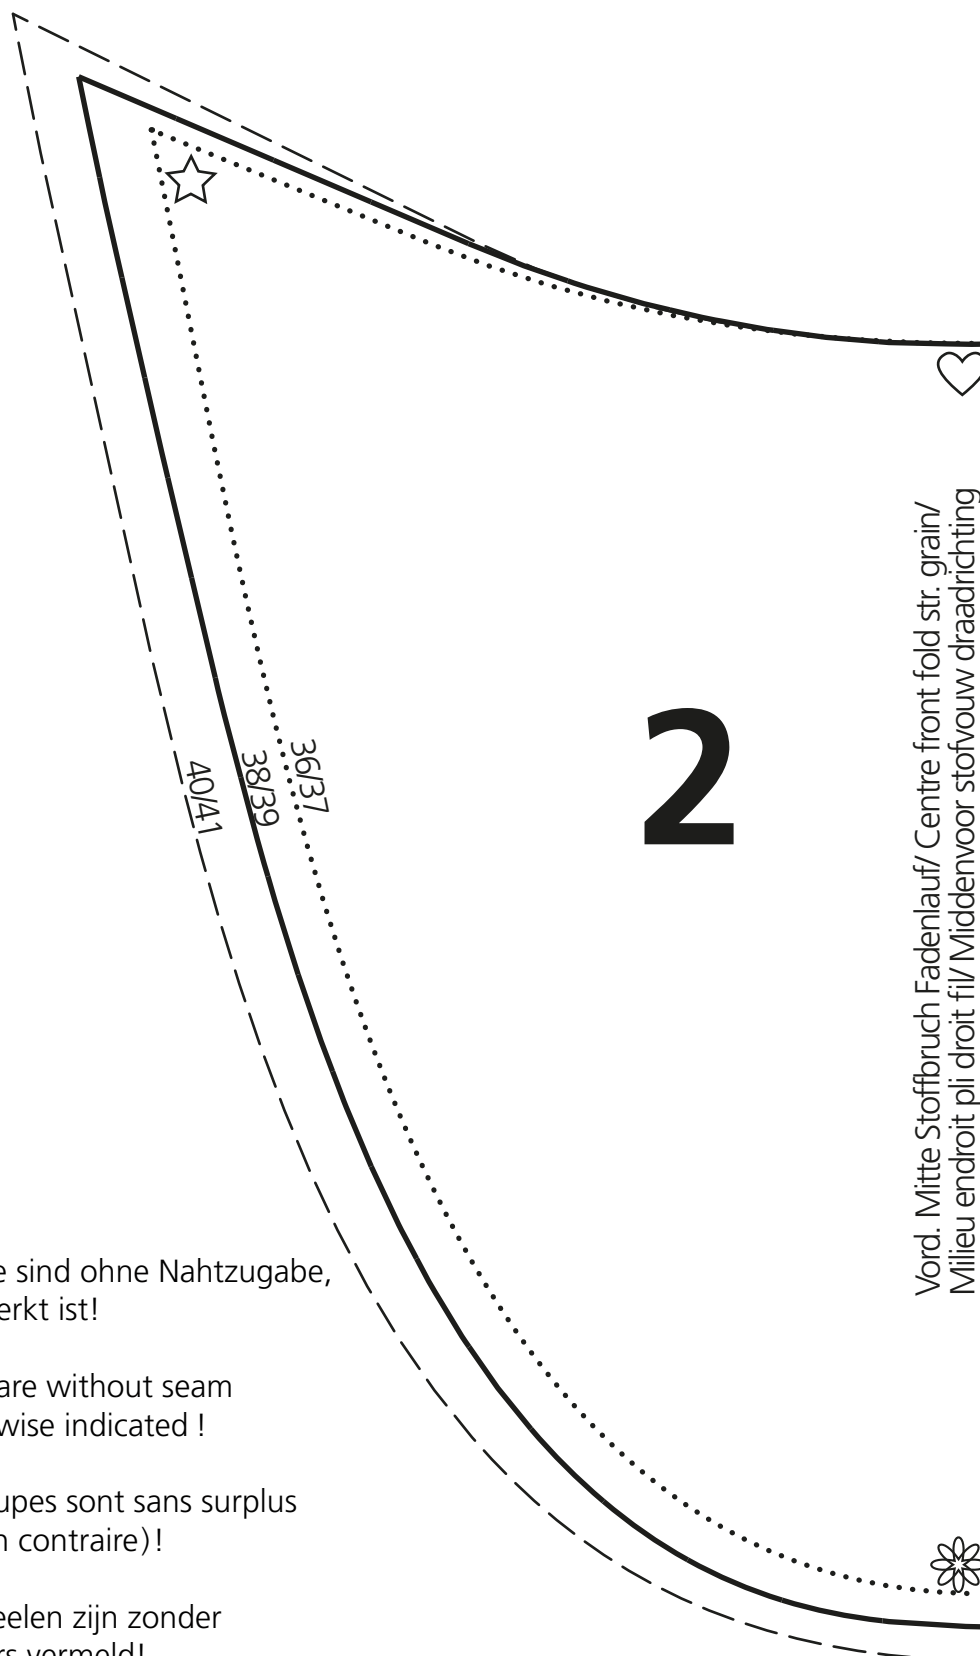 40/41
38/39
36/37
2
Vord. Mitte Stoffbruch Fadenlauf/ Centre front fold str. grain/
Milieu endroit pli droit fil/ Middenvoor stofvouw draadrichting
e sind ohne Nahtzugabe,
erkt ist!
are without seam
wise indicated !
upes sont sans surplus
n contraire)!
eelen zijn zonder
rs vermeld!